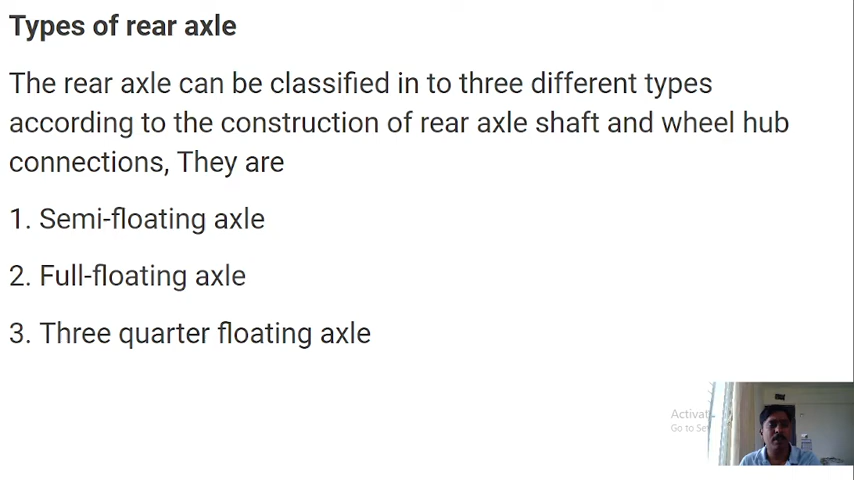 Types of rear axle
The rear axle can be classified in to three different types
according to the construction of rear axle shaft and wheel hub
connections, They are
1. Semi-floating axle
2. Full-floating axle
3. Three quarter floating axle
Activat
Go to Se